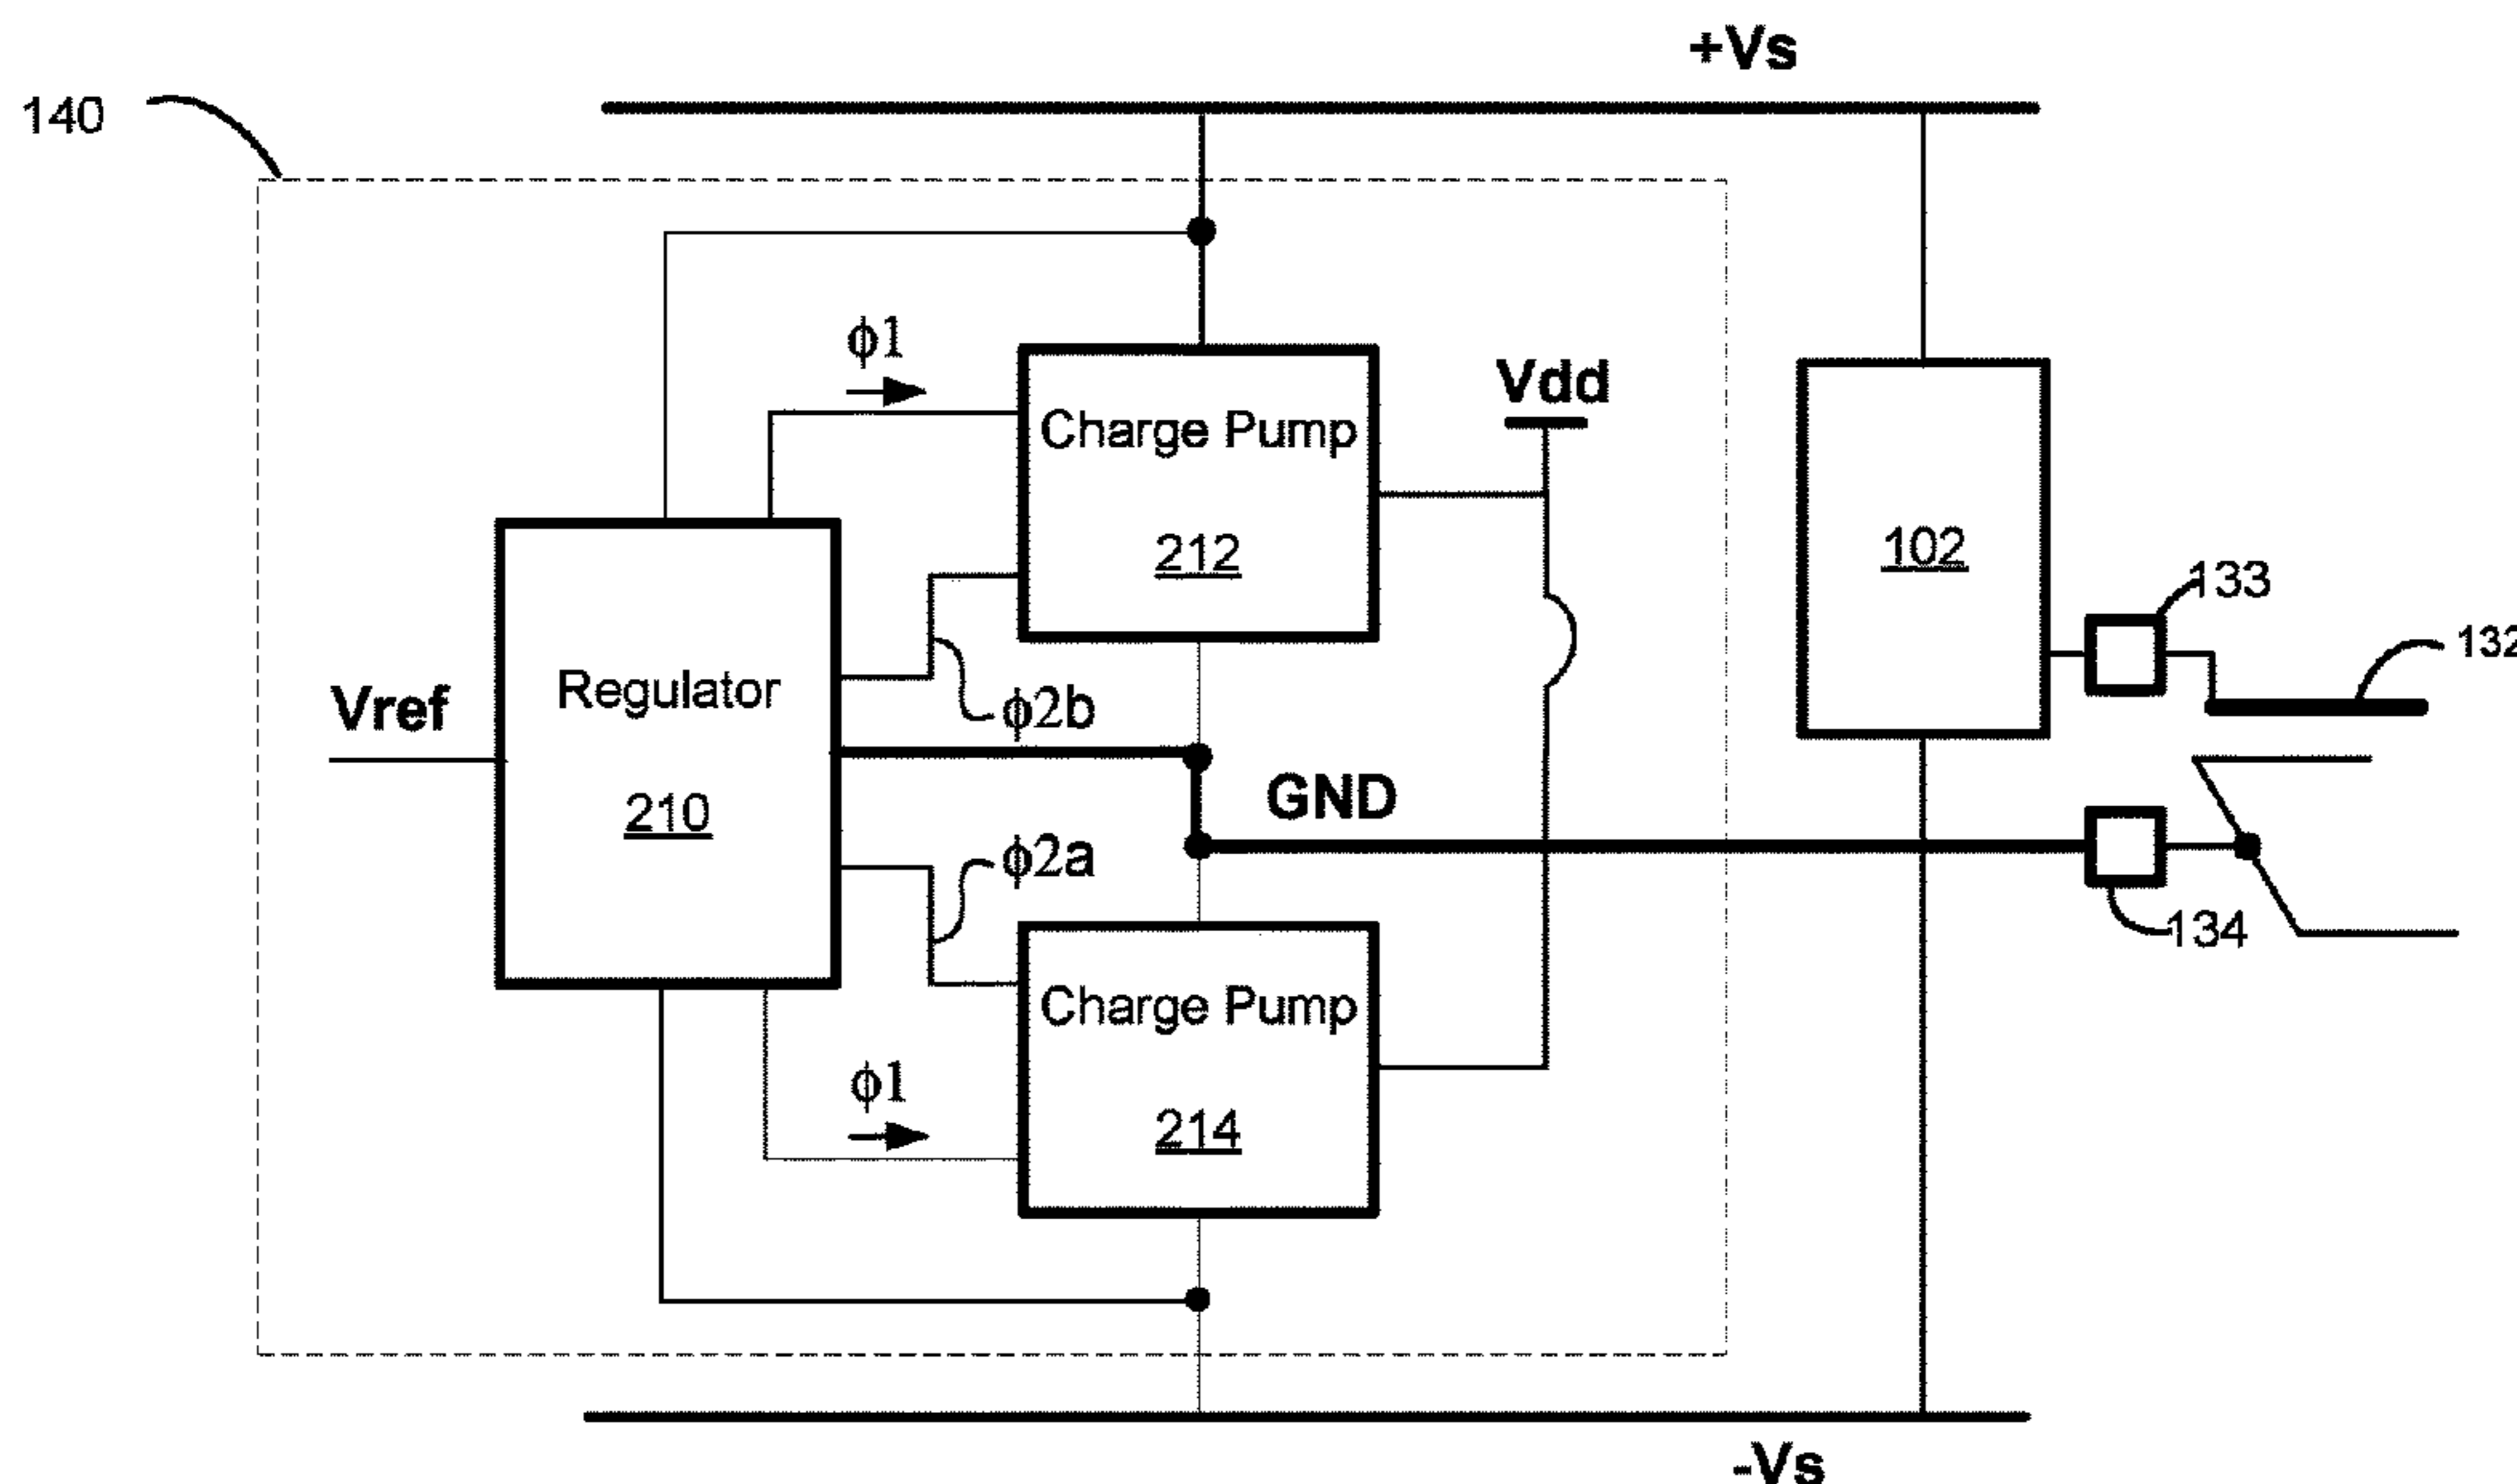 +Vs
140
ϕ1
Vdd
Charge Pump
212
102
133
132
Regulator
Vref
ϕ2b
210
GND
ϕ2a
134
Charge Pump
ϕ1
214
-Vs